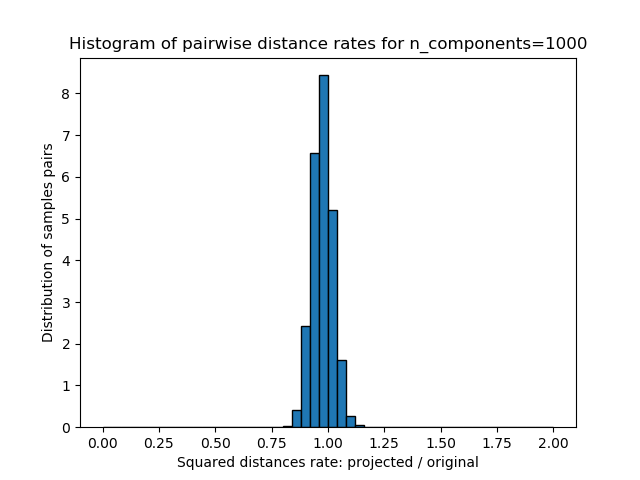 Histogram of pairwise distance rates for n_components=1000
8
7
6
5
4
3
2
1
0
Distribution of samples pairs
0.00 0.25 0.50 0.75 1.00 1.25 1.50 1.75 2.00
Squared distances rate: projected / original